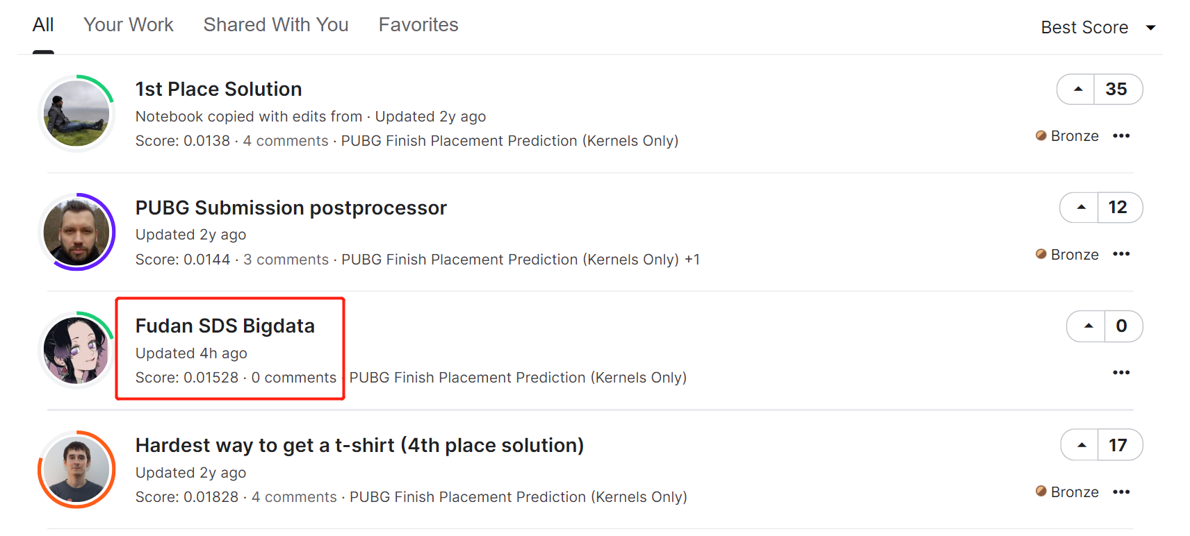 All Your Work Shared With You Favorites Best Score
1st Place Solution
35
Notebook copied with edits from · Updated 2y ago
Score: 0.0138 · 4 comments · PUBG Finish Placement Prediction (Kernels Only)
Bronze
PUBG Submission postprocessor
12
Updated 2y ago
Score: 0.0144 · 3 comments · PUBG Finish Placement Prediction (Kernels Only) +1
Bronze
Fudan SDS Bigdata
0
Updated 4h ago
Score: 0.01528 · 0 comments · PUBG Finish Placement Prediction (Kernels Only)
Hardest way to get a t-shirt (4th place solution)
17
Updated 2y ago
Score: 0.01828 · 4 comments · PUBG Finish Placement Prediction (Kernels Only)
Bronze